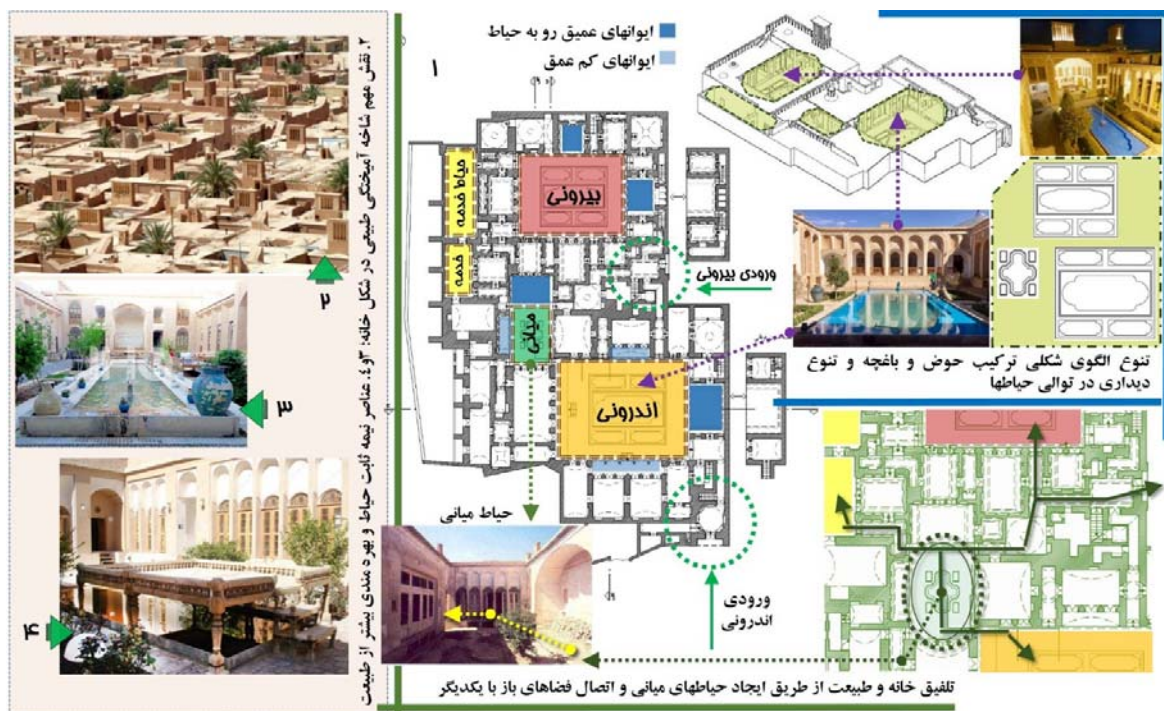 ایوانهای عمیق رو به حیاط
ایوانهای کم عمق
۱
بیرونی
حیاط خدمه
خدمه
ورودی بیرونی
میانی
اندرونی
حیاط میانی
ورودی
اندرونی
تنوع الگوی شکلی ترکیب حوض و باغچه و تنوع
دیداری در توالی حیاطها
تلفیق خانه و طبیعت از طریق ایجاد حیاطهای میانی و اتصال فضاهای باز با یکدیگر
۲. نقش مهم شاخه آمیختگی طبیعی در شکل خانه: ۳و۴. عناصر نیمه ثابت حیاط و بهره مندی بیشتر از طبیعت
۲
۳
۴